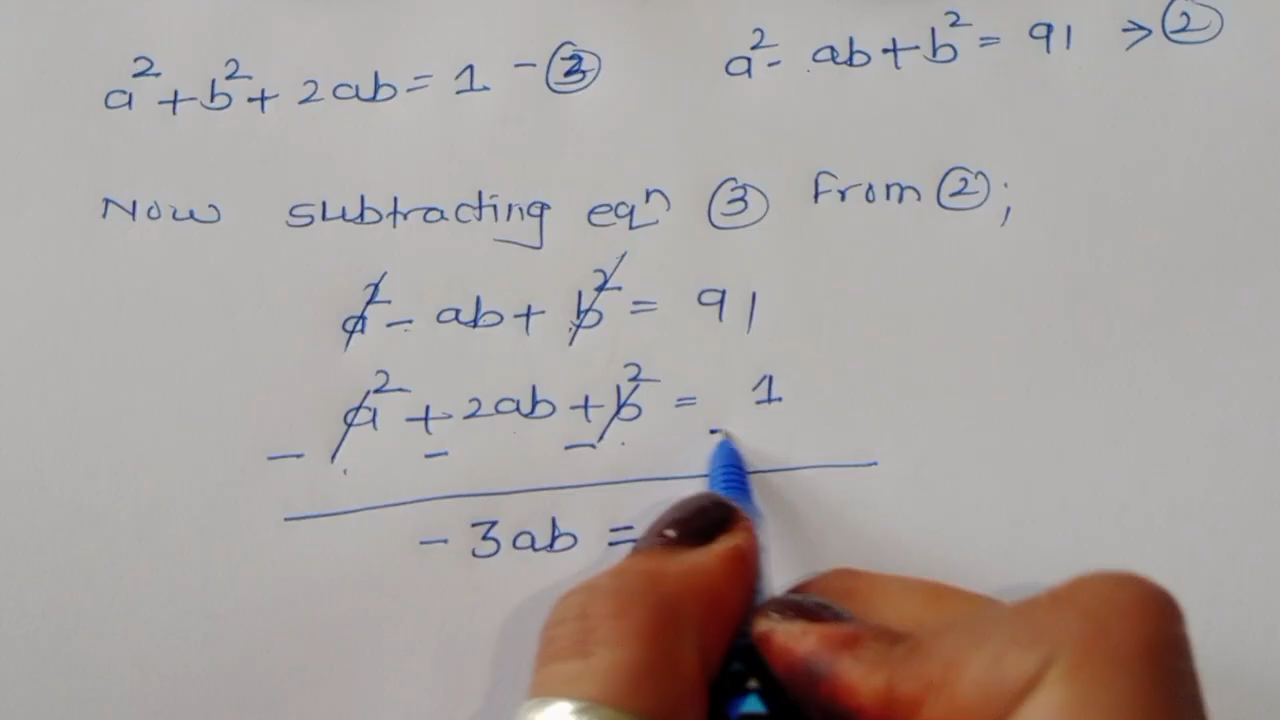 a² + b² + 2ab = 1 - ③
a² - ab + b² = 91 → ②
Now subtracting eqⁿ ③ From ②;
a² - ab + b² = 91
a² + 2ab + b² = 1
- - - -
- 3ab =